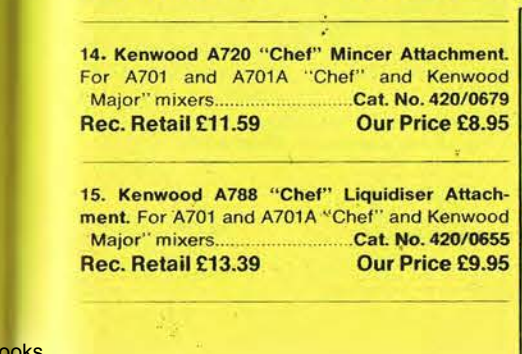 14. Kenwood A720 "Chef" Mincer Attachment.
For A701 and A701A "Chef" and Kenwood
Major" mixers......................Cat. No. 420/0679
Rec. Retail £11.59 Our Price £8.95
15. Kenwood A788 "Chef" Liquidiser Attach-
ment. For A701 and A701A "Chef" and Kenwood
Major" mixers......................Cat. No. 420/0655
Rec. Retail £13.39 Our Price £9.95
ooks